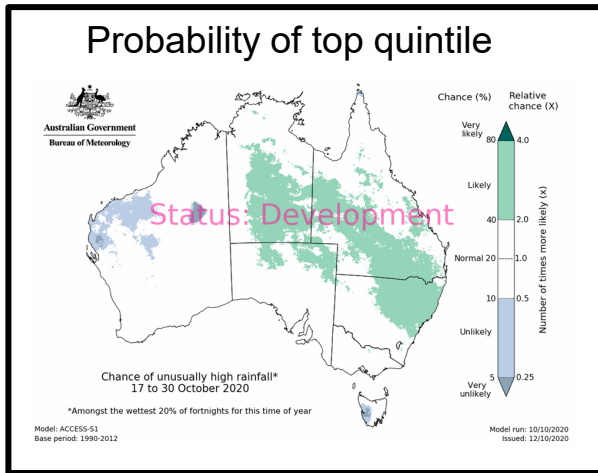 Probability of top quintile
Australian Government
Bureau of Meteorology
Chance (%)
Relative
chance (X)
Very
likely
80
4.0
Likely
40
2.0
Normal 20
1.0
10
0.5
Unlikely
5
0.25
Very
unlikely
Number of times more likely (x)
Status: Development
Chance of unusually high rainfall*
17 to 30 October 2020
*Amongst the wettest 20% of fortnights for this time of year
Model: ACCESS-S1
Base period: 1990-2012
Model run: 10/10/2020
Issued: 12/10/2020